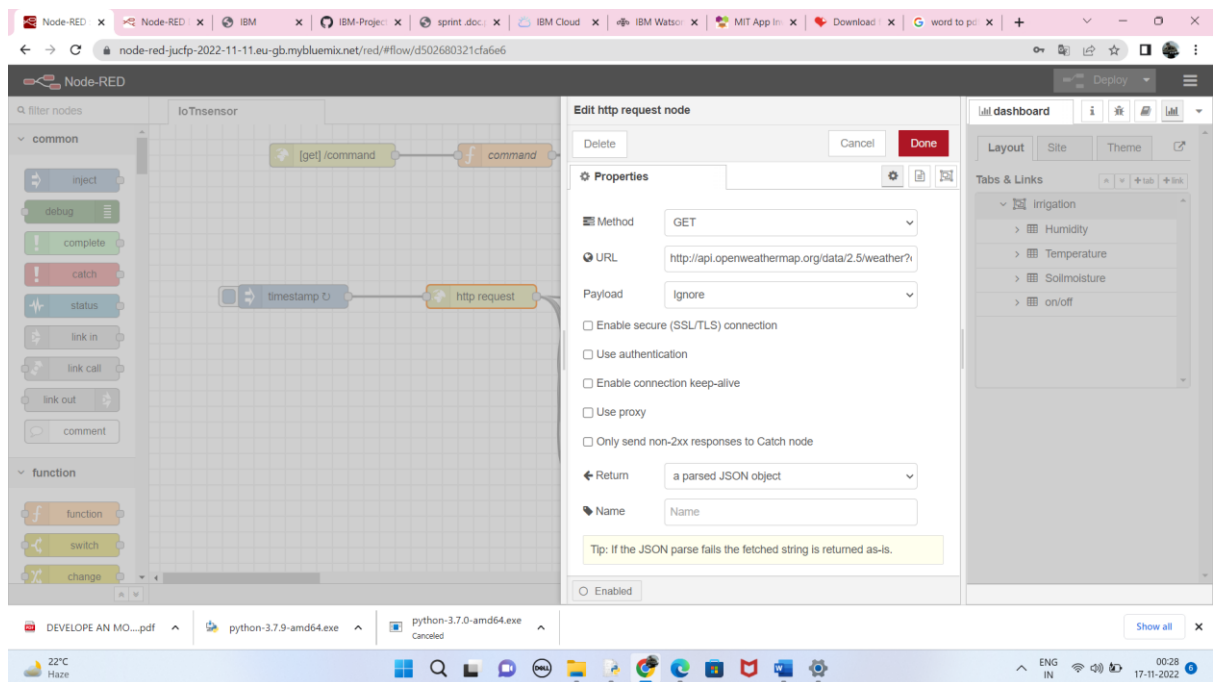 Node-RED
Node-RED
IBM
IBM-Project
sprint .doc.
IBM Cloud
IBM Watson
MIT App In
Download
word to pd
node-red-jucfp-2022-11-11.eu-gb.mybluemix.net/red/#flow/d502680321cfa6e6
Node-RED
Deploy
filter nodes
common
inject
debug
complete
catch
status
link in
link call
link out
comment
function
function
switch
change
IoTnsensor
[get] /command
command
timestamp ↻
http request
Edit http request node
Delete
Cancel
Done
Properties
Method
GET
URL
http://api.openweathermap.org/data/2.5/weather?
Payload
Ignore
Enable secure (SSL/TLS) connection
Use authentication
Enable connection keep-alive
Use proxy
Only send non-2xx responses to Catch node
Return
a parsed JSON object
Name
Name
Tip: If the JSON parse fails the fetched string is returned as-is.
Enabled
dashboard
Layout
Site
Theme
Tabs & Links
+tab
+link
irrigation
Humidity
Temperature
Soilmoisture
on/off
DEVELOPE AN MO....pdf
python-3.7.9-amd64.exe
python-3.7.0-amd64.exe
Canceled
Show all
22°C
Haze
DELL
ENG
IN
00:28
17-11-2022
6